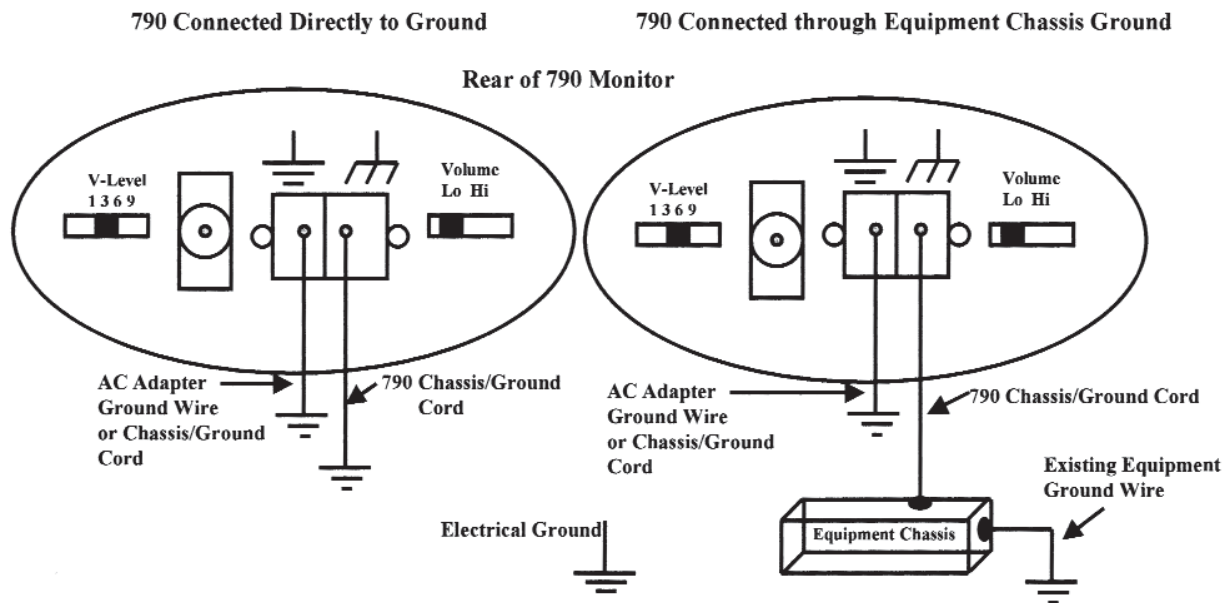 790 Connected Directly to Ground
790 Connected through Equipment Chassis Ground
Rear of 790 Monitor
V-Level
1 3 6 9
Volume
Lo Hi
AC Adapter
Ground Wire
or Chassis/Ground
Cord
790 Chassis/Ground
Cord
V-Level
1 3 6 9
Volume
Lo Hi
AC Adapter
Ground Wire
or Chassis/Ground
Cord
790 Chassis/Ground Cord
Existing Equipment
Ground Wire
Equipment Chassis
Electrical Ground